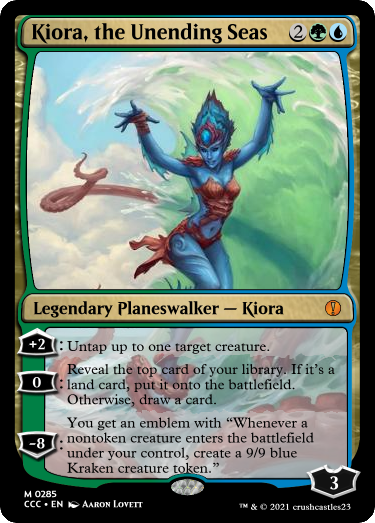 Kiora, the Unending Seas 2
Legendary Planeswalker — Kiora
+2: Untap up to one target creature.
0: Reveal the top card of your library. If it's a
land card, put it onto the battlefield.
Otherwise, draw a card.
-8: You get an emblem with “Whenever a
nontoken creature enters the battlefield
under your control, create a 9/9 blue
Kraken creature token.”
3
M 0285
CCC • EN Aaron Lovett
™ & © 2021 crushcastles23